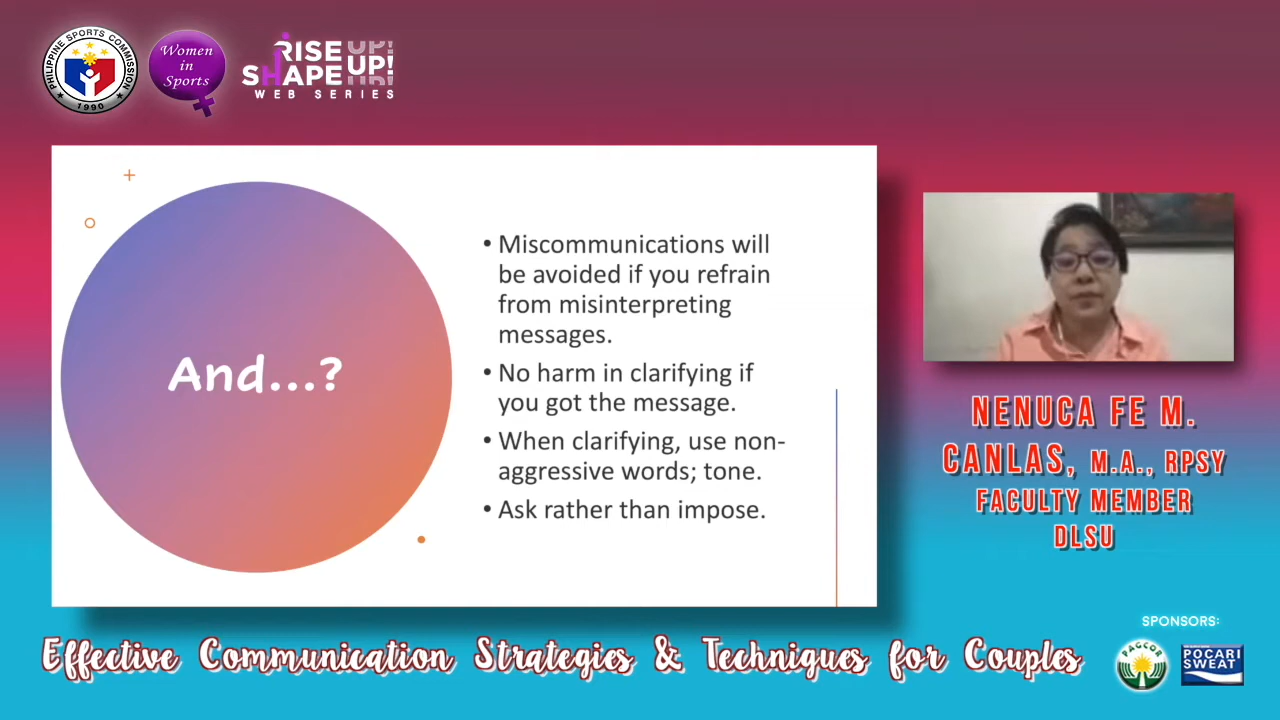 PHILIPPINE SPORTS COMMISSION
1990
Women
in
Sports
RISE UP!
SHAPE UP!
WEB SERIES
And...?
• Miscommunications will
be avoided if you refrain
from misinterpreting
messages.
• No harm in clarifying if
you got the message.
• When clarifying, use non-
aggressive words; tone.
• Ask rather than impose.
NENUCA FE M.
CANLAS, M.A., RPSY
FACULTY MEMBER
DLSU
SPONSORS:
PAGCOR
POCARI
SWEAT
Effective Communication Strategies & Techniques for Couples